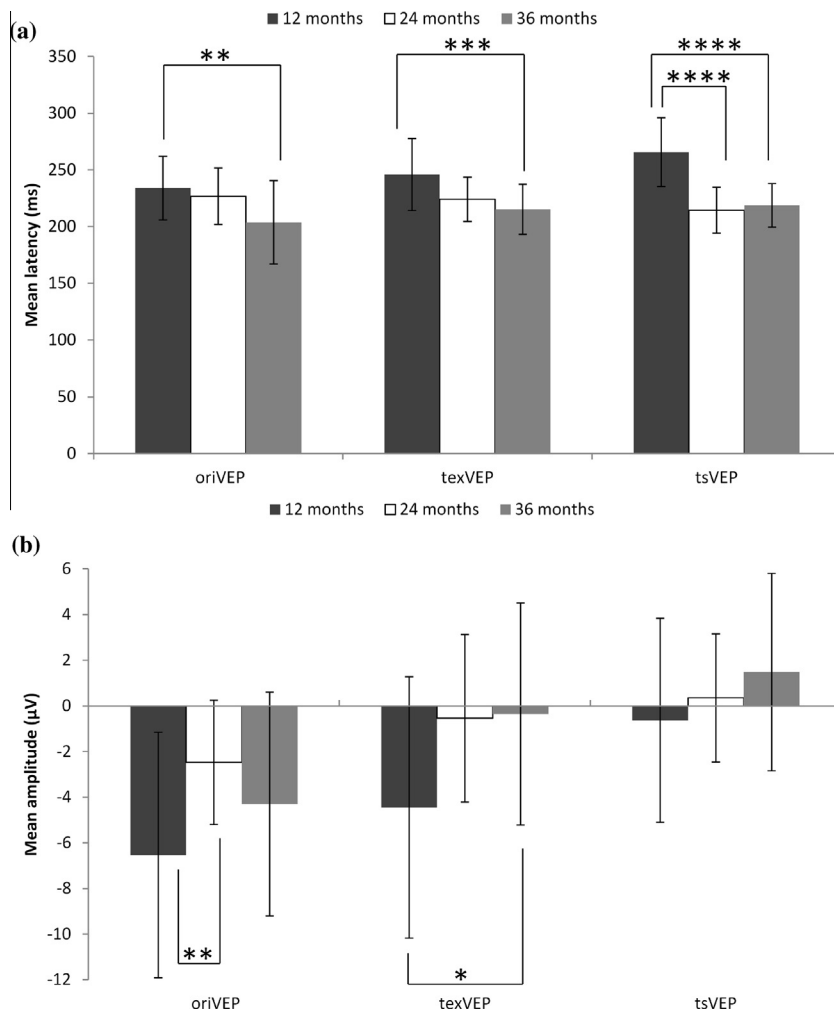 (a)
12 months 24 months 36 months
** *** **** ****
350
300
250
200
150
100
50
0
Mean latency (ms)
oriVEP texVEP tsVEP
12 months 24 months 36 months
(b)
6
4
2
0
-2
-4
-6
-8
-10
-12
Mean amplitude (µV)
** *
oriVEP texVEP tsVEP